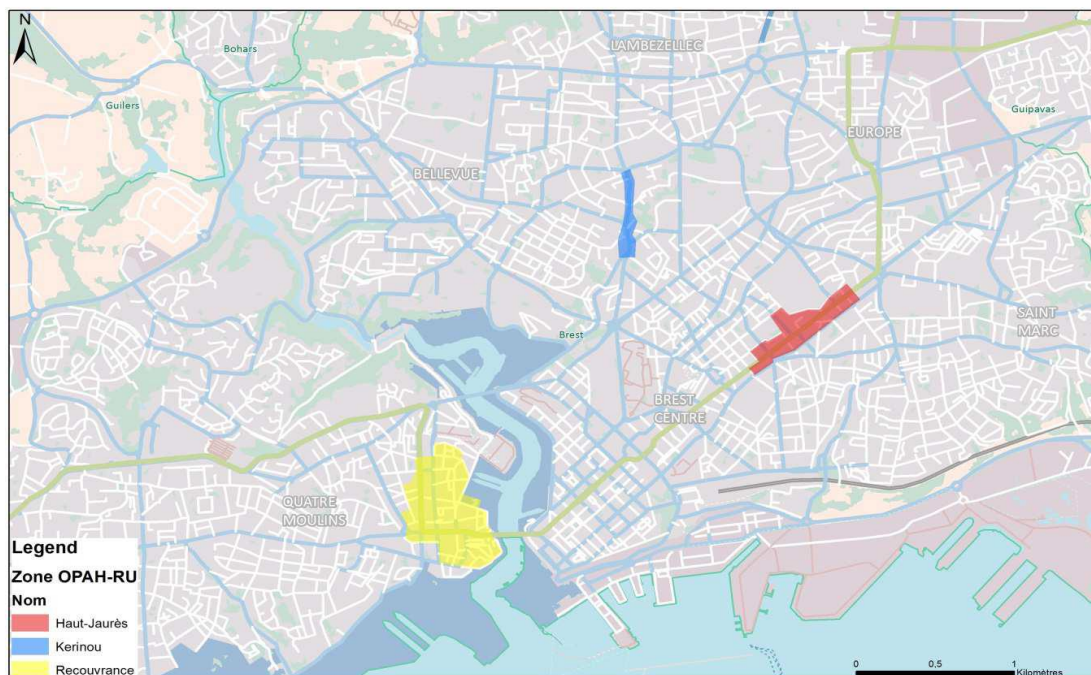 N
LAMBEZELLEC
Bohars
Guilers
Guipavas
EUROPE
BELLEVUE
SAINT
MARC
Brest
BREST
CENTRE
QUATRE
MOULINS
Legend
Zone OPAH-RU
Nom
Haut-Jaurès
Kerinou
Recouvrance
0 0,5 1
Kilomètres